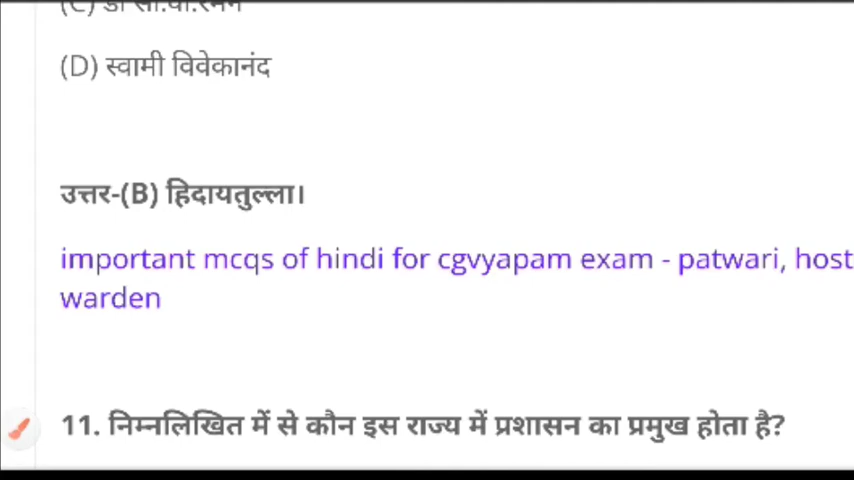 (C) डॉ सी.वी.रमन
(D) स्वामी विवेकानंद
उत्तर-(B) हिदायतुल्ला।
important mcqs of hindi for cgvyapam exam - patwari, host
warden
11. निम्नलिखित में से कौन इस राज्य में प्रशासन का प्रमुख होता है?